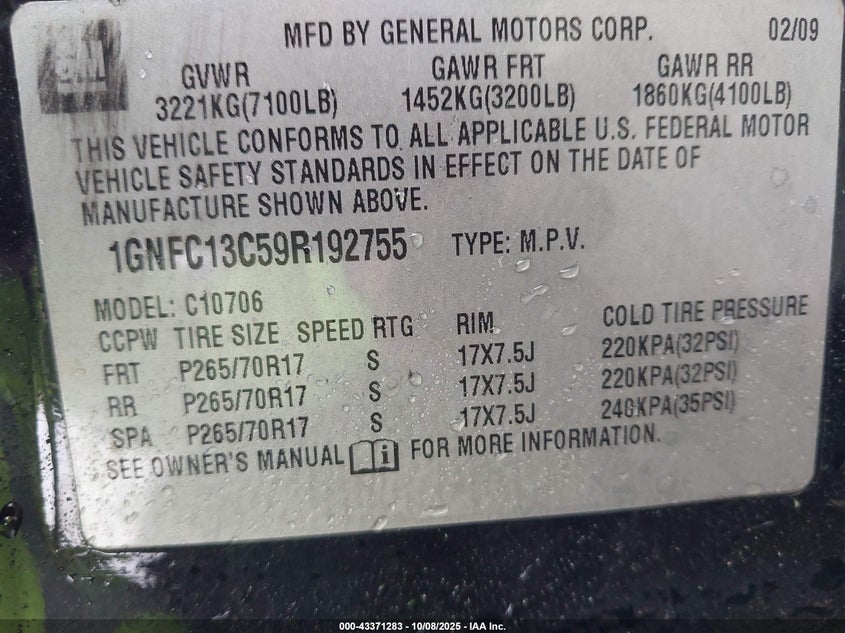 GM
MFD BY GENERAL MOTORS CORP. 02/09
GVWR GAWR FRT GAWR RR
3221KG(7100LB) 1452KG(3200LB) 1860KG(4100LB)
THIS VEHICLE CONFORMS TO ALL APPLICABLE U.S. FEDERAL MOTOR
VEHICLE SAFETY STANDARDS IN EFFECT ON THE DATE OF
MANUFACTURE SHOWN ABOVE.
1GNFC13C59R192755 TYPE: M.P.V.
MODEL: C10706
CCPW TIRE SIZE SPEED RTG RIM COLD TIRE PRESSURE
FRT P265/70R17 S 17X7.5J 220KPA(32PSI)
RR P265/70R17 S 17X7.5J 220KPA(32PSI)
SPA P265/70R17 S 17X7.5J 240KPA(35PSI)
SEE OWNER'S MANUAL i FOR MORE INFORMATION.
000-43371283 - 10/08/2025 - IAA Inc.